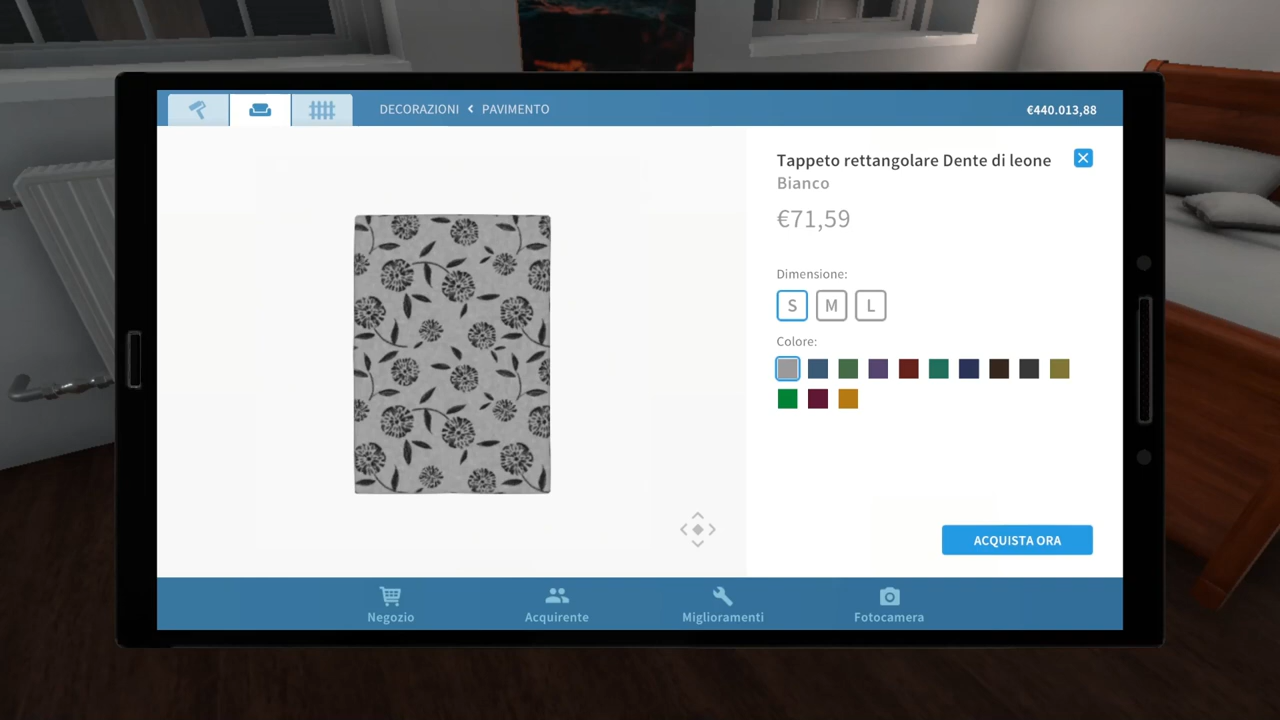 DECORAZIONI < PAVIMENTO
€440.013,88
Tappeto rettangolare Dente di leone
Bianco
€71,59
Dimensione:
S M L
Colore:
ACQUISTA ORA
Negozio Acquirente Miglioramenti Fotocamera